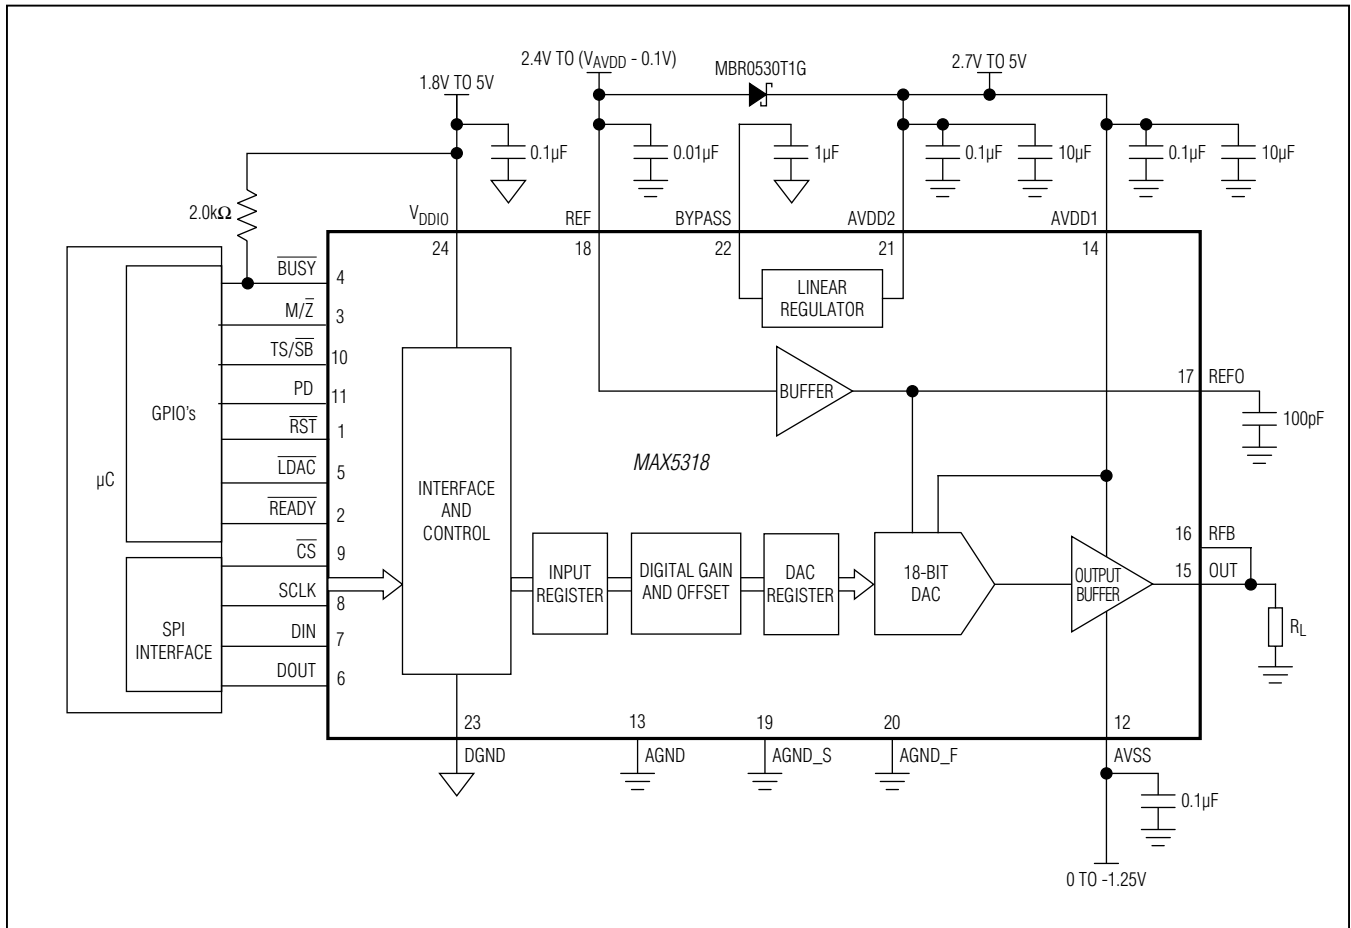 2.4V TO (VAVDD - 0.1V)
MBR0530T1G
2.7V TO 5V
1.8V TO 5V
0.1µF
0.01µF
1µF
0.1µF
10µF
0.1µF
10µF
2.0kΩ
VDDIO
REF
BYPASS
AVDD2
AVDD1
24
18
22
21
14
BUSY
4
M/Z
3
TS/SB
10
PD
11
RST
1
LDAC
5
READY
2
CS
9
SCLK
8
DIN
7
DOUT
6
GPIO's
µC
SPI
INTERFACE
LINEAR
REGULATOR
BUFFER
17
REFO
100pF
MAX5318
INTERFACE
AND
CONTROL
INPUT
REGISTER
DIGITAL GAIN
AND OFFSET
DAC
REGISTER
18-BIT
DAC
OUTPUT
BUFFER
16
RFB
15
OUT
RL
23
13
19
20
12
DGND
AGND
AGND_S
AGND_F
AVSS
0.1µF
0 TO -1.25V